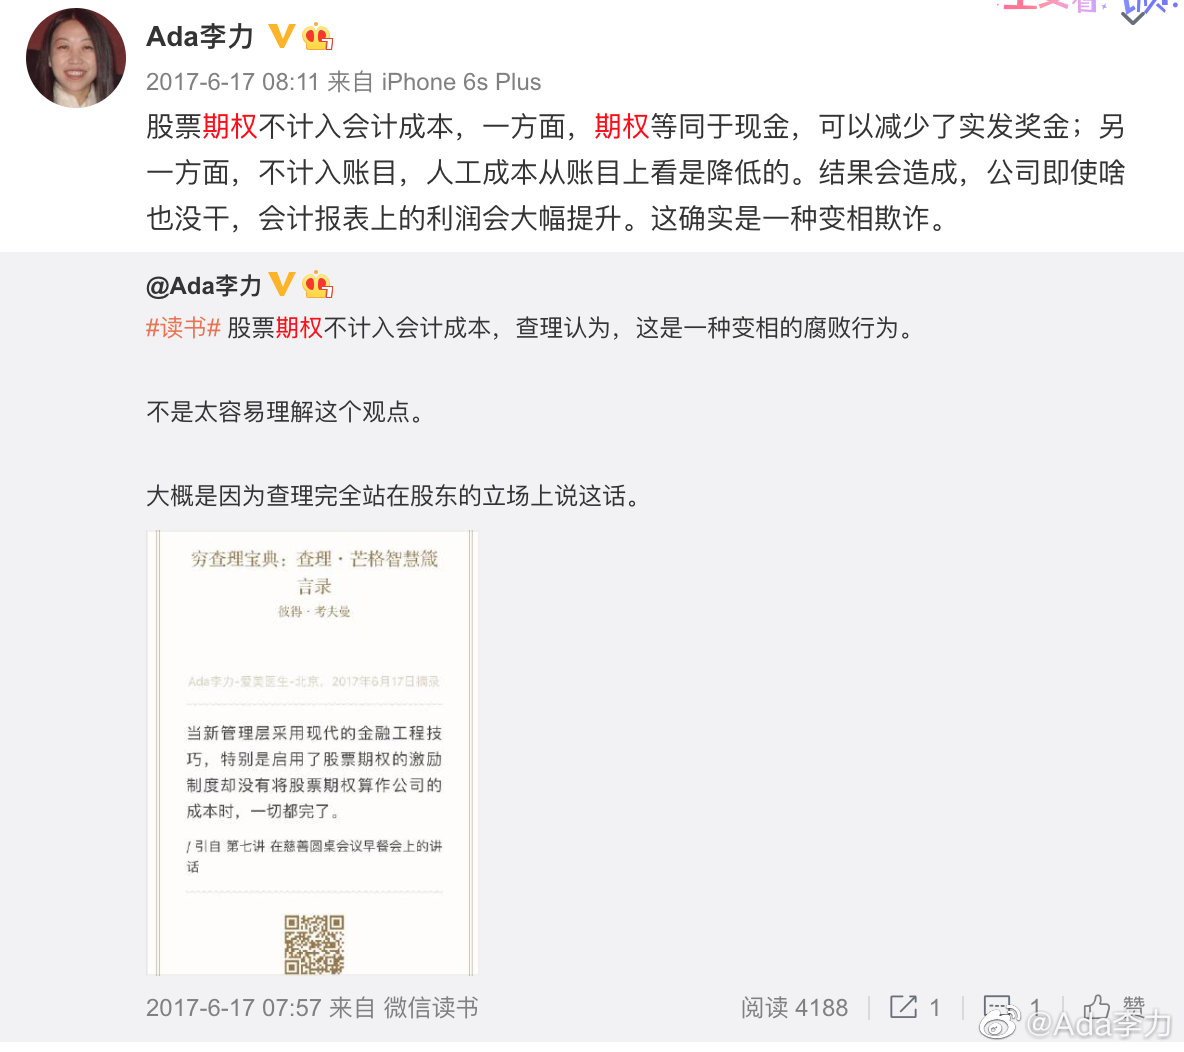 Ada李力
2017-6-17 08:11 来自 iPhone 6s Plus
股票期权不计入会计成本，一方面，期权等同于现金，可以减少了实发奖金；另
一方面，不计入账目，人工成本从账目上看是降低的。结果会造成，公司即使啥
也没干，会计报表上的利润会大幅提升。这确实是一种变相欺诈。
@Ada李力
#读书# 股票期权不计入会计成本，查理认为，这是一种变相的腐败行为。
不是太容易理解这个观点。
大概是因为查理完全站在股东的立场上说这话。
穷查理宝典：查理·芒格智慧箴
言录
彼得·考夫曼
Ada李力-爱美医生-北京，2017年6月17日摘录
当新管理层采用现代的金融工程技
巧，特别是启用了股票期权的激励
制度却没有将股票期权算作公司的
成本时，一切都完了。
/ 引自 第七讲 在慈善圆桌会议早餐会上的讲
话
2017-6-17 07:57 来自 微信读书
阅读 4188
1
1
赞
@Ada李力